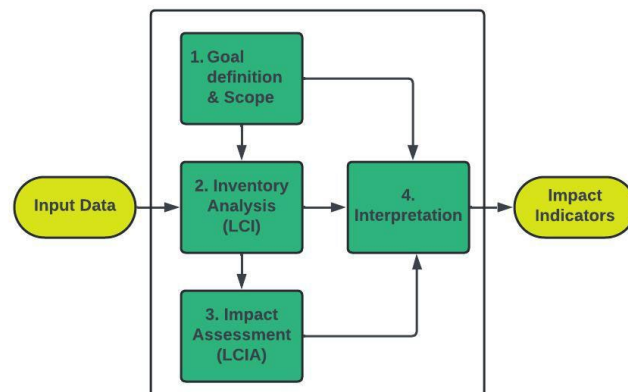 1. Goal
definition
& Scope
Input Data
2. Inventory
Analysis
(LCI)
4.
Interpretation
Impact
Indicators
3. Impact
Assessment
(LCIA)